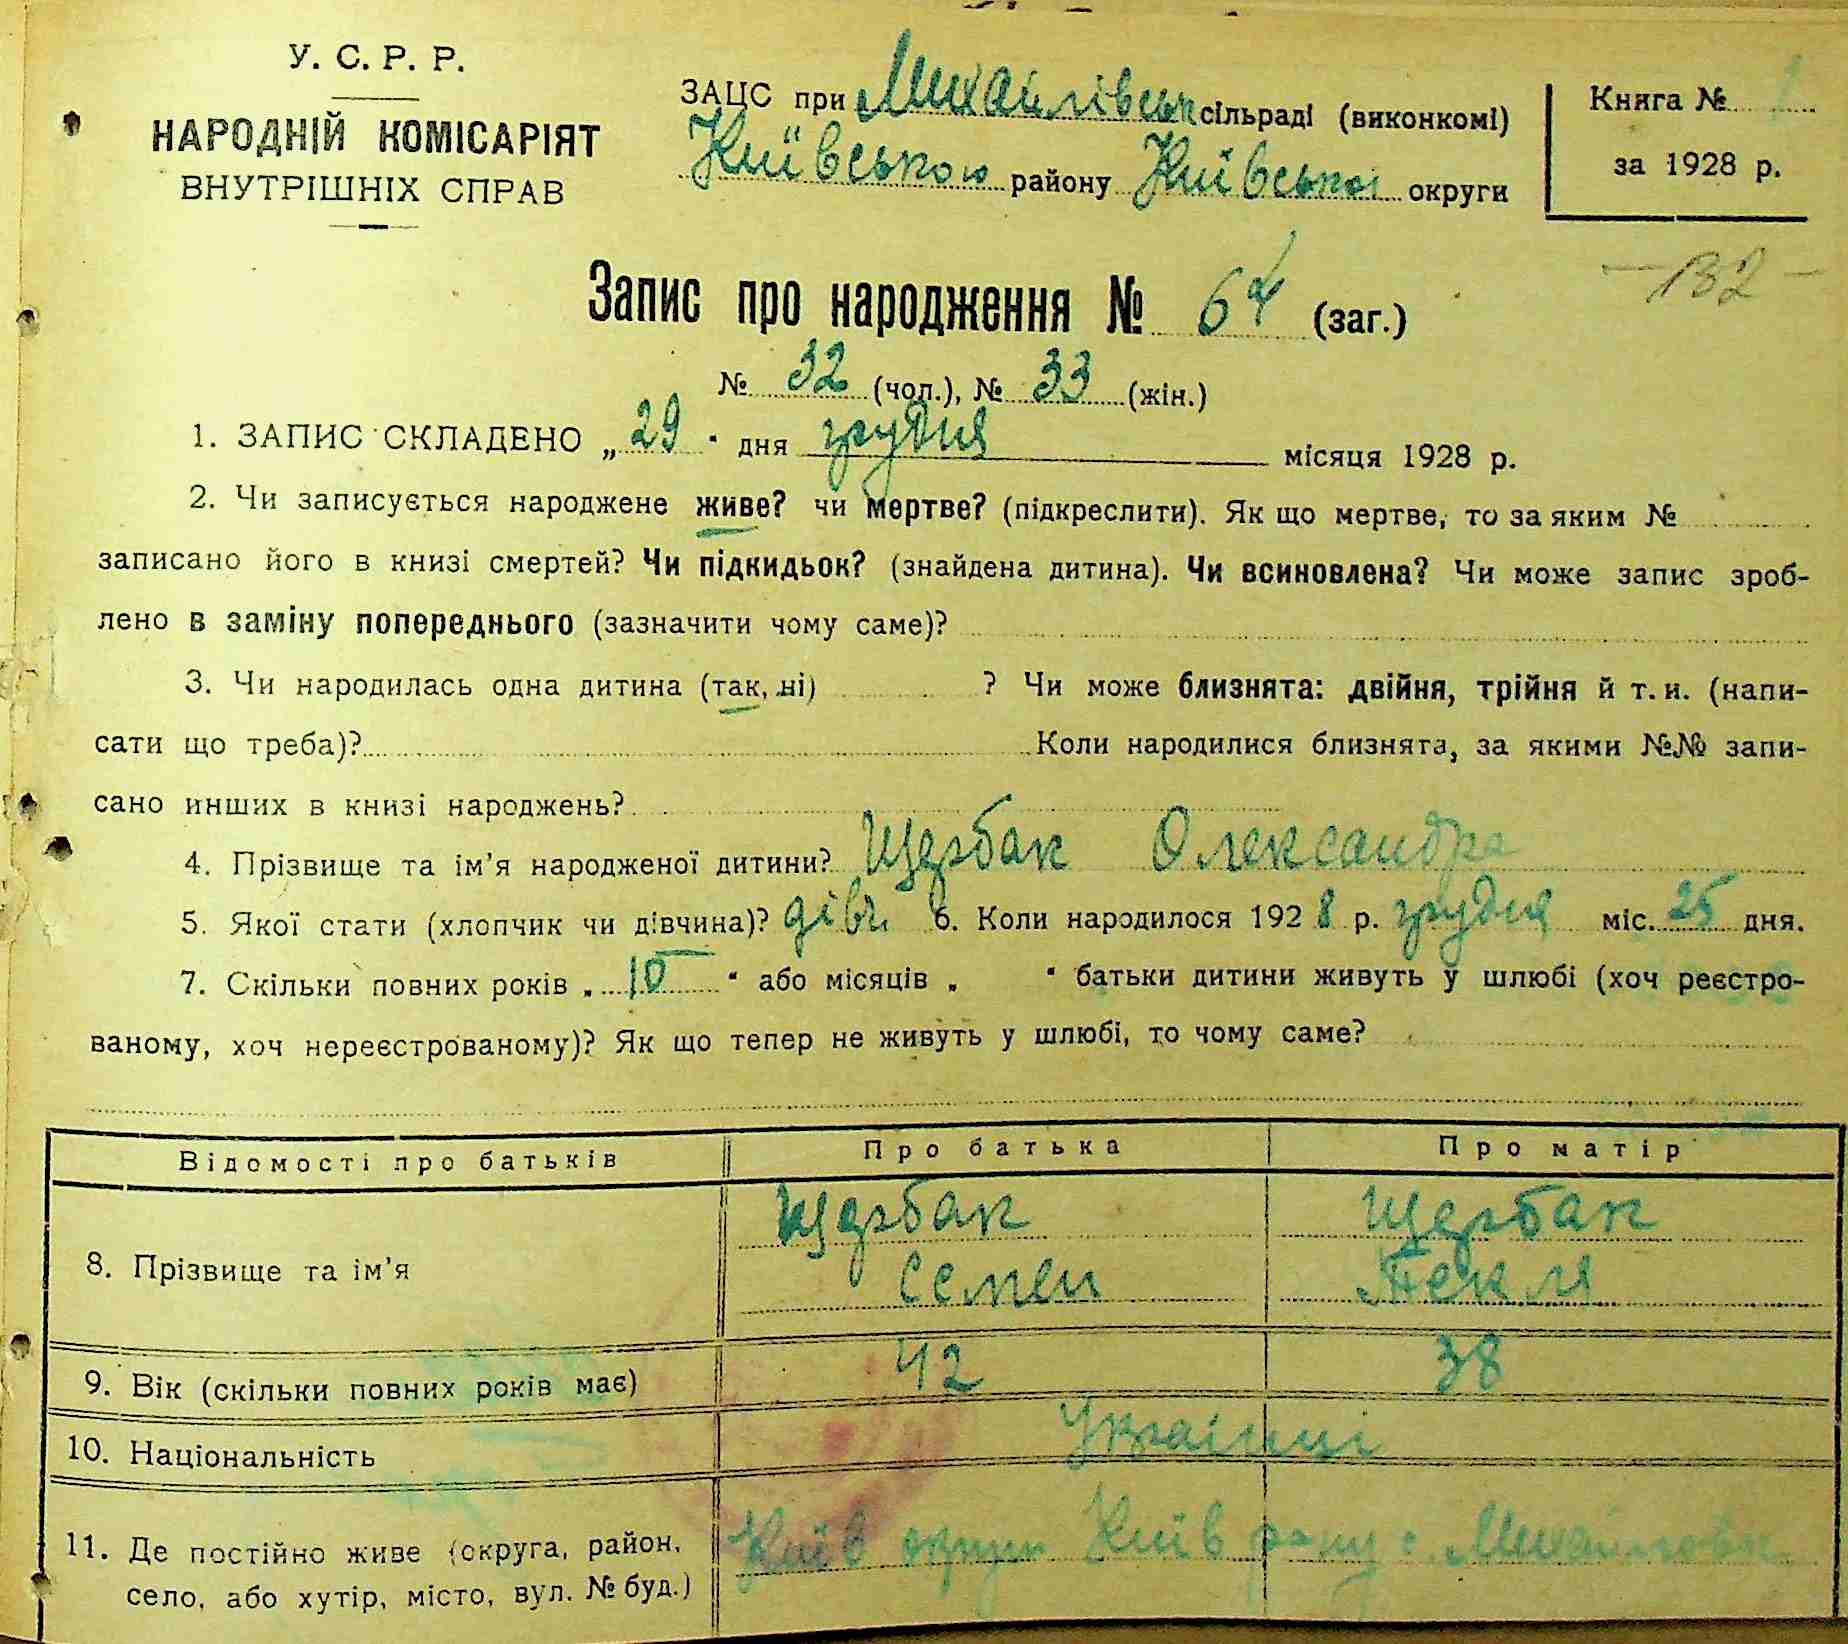 У. С. Р. Р.
НАРОДНІЙ КОМІСАРІЯТ
ВНУТРІШНІХ СПРАВ
ЗАЦС при Михайлівськ сільраді (виконкомі)
Київського району Київської округи
Книга № 1
за 1928 р.
— 132 —
Запис про народження № 64 (заг.)
№ 32 (чол.), № 33 (жін.)
1. ЗАПИС СКЛАДЕНО „ 29 " дня грудня місяця 1928 р.
2. Чи записується народжене живе? чи мертве? (підкреслити). Як що мертве, то за яким №
записано його в книзі смертей? Чи підкидьок? (знайдена дитина). Чи всиновлена? Чи може запис зроб-
лено в заміну попереднього (зазначити чому саме)?
3. Чи народилась одна дитина (так, ні) ? Чи може близнята: двійня, трійня й т. и. (напи-
сати що треба)? Коли народилися близнята, за якими №№ запи-
сано инших в книзі народжень?
4. Прізвище та ім'я народженої дитини? Щербак Олександра
5. Якої стати (хлопчик чи дівчина)? дівч. 6. Коли народилося 1928 р. грудня міс. 25 дня.
7. Скільки повних років „ 10 " або місяців „ " батьки дитини живуть у шлюбі (хоч реєстро-
ваному, хоч нереєстрованому)? Як що тепер не живуть у шлюбі, то чому саме?
Відомості про батьків Про батька Про матір
8. Прізвище та ім'я Щербак Семен Щербак Текля
9. Вік (скільки повних років має) 42 38
10. Національність Українці
11. Де постійно живе (округа, район, Київ округи Київ рону с. Михайловк
село, або хутір, місто, вул. № буд.)